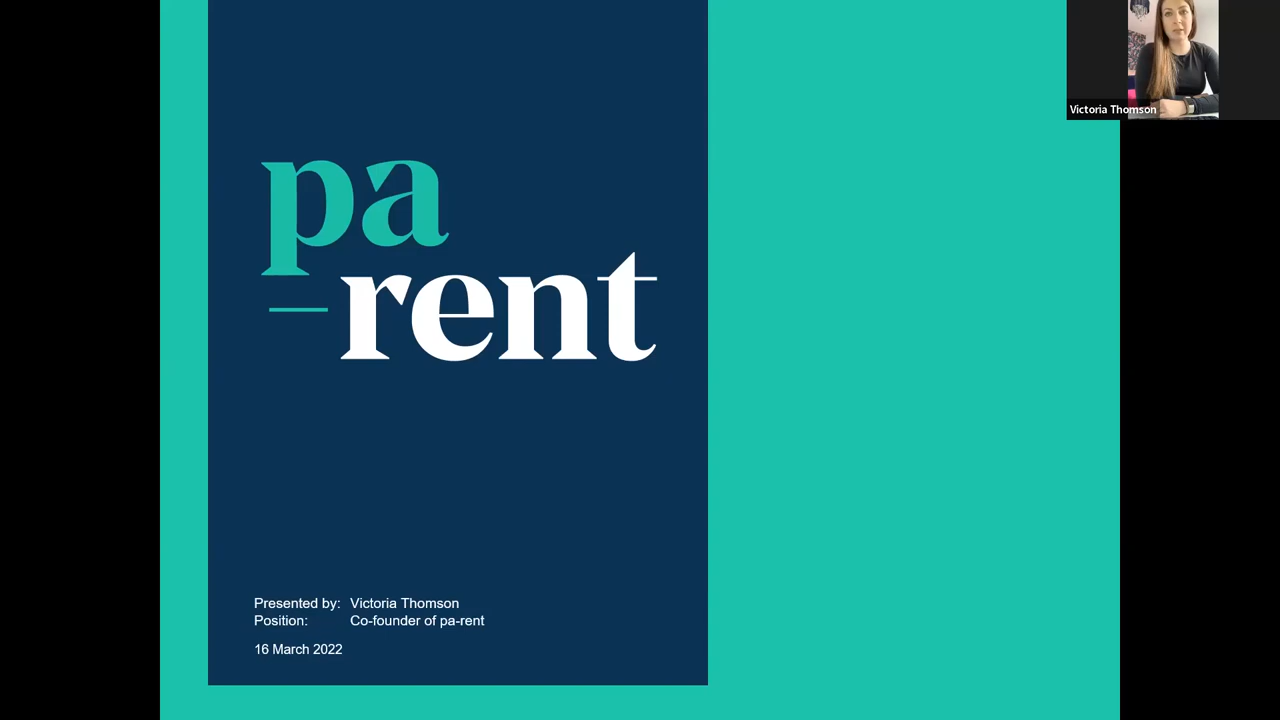 pa
-rent
Presented by: Victoria Thomson
Position: Co-founder of pa-rent
16 March 2022
Victoria Thomson